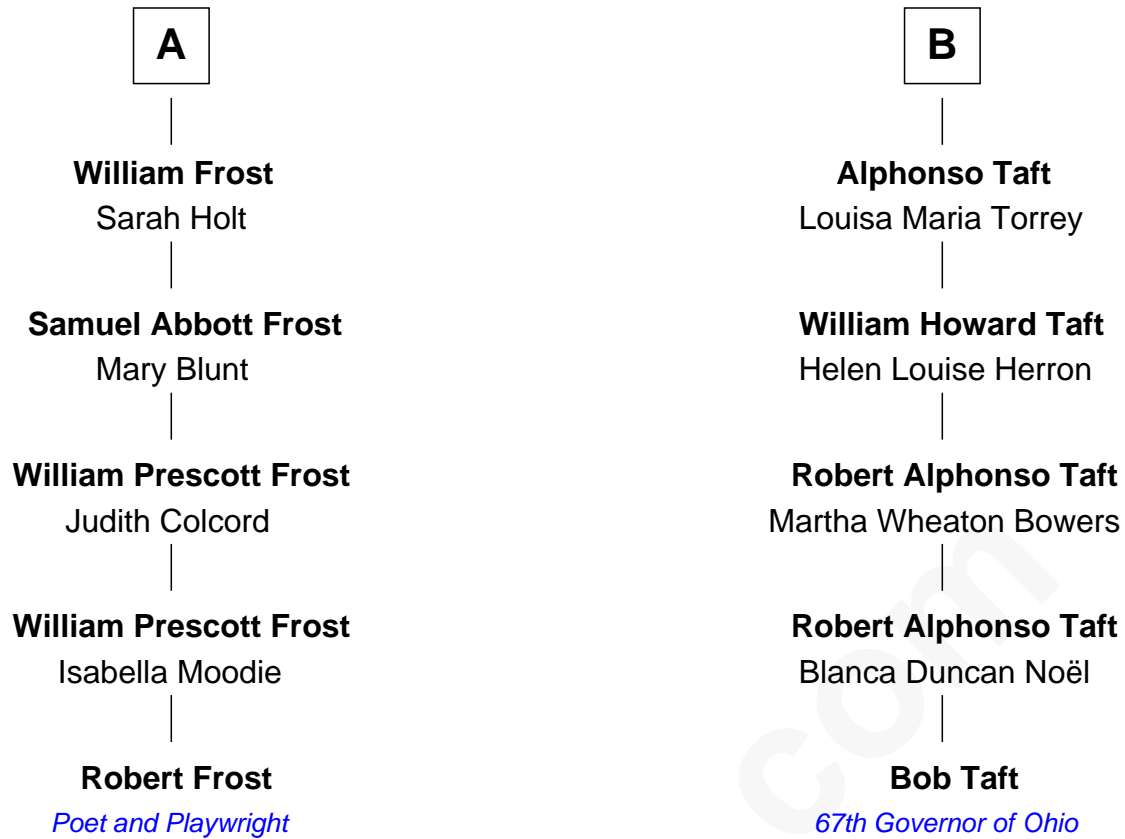 A
William Frost
Sarah Holt
Samuel Abbott Frost
Mary Blunt
William Prescott Frost
Judith Colcord
William Prescott Frost
Isabella Moodie
Robert Frost
Poet and Playwright
B
Alphonso Taft
Louisa Maria Torrey
William Howard Taft
Helen Louise Herron
Robert Alphonso Taft
Martha Wheaton Bowers
Robert Alphonso Taft
Blanca Duncan Noël
Bob Taft
67th Governor of Ohio
com